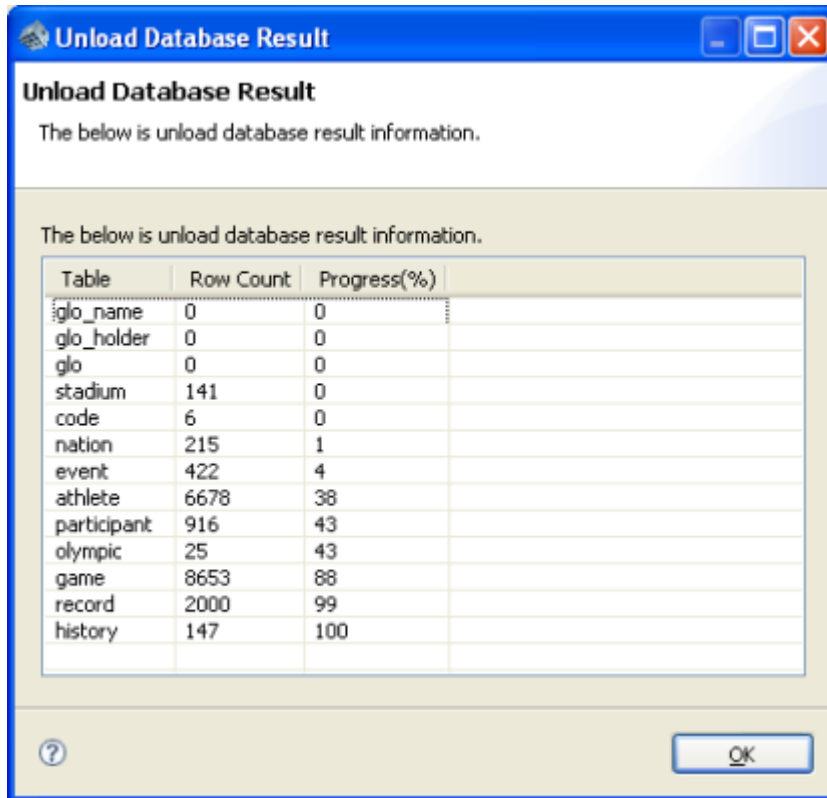 Unload Database Result
Unload Database Result
The below is unload database result information.
The below is unload database result information.
Table Row Count Progress(%)
glo_name 0 0
glo_holder 0 0
glo 0 0
stadium 141 0
code 6 0
nation 215 1
event 422 4
athlete 6678 38
participant 916 43
olympic 25 43
game 8653 88
record 2000 99
history 147 100
? OK